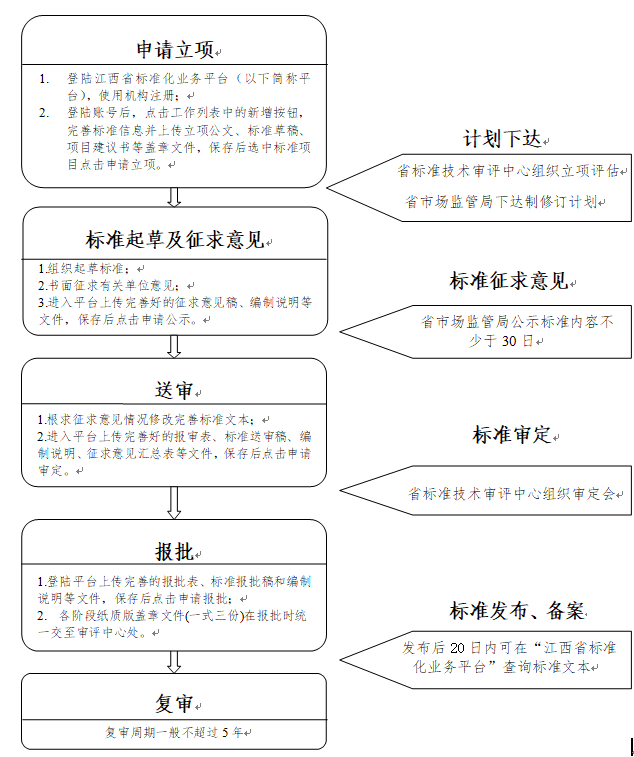 申请立项
1. 登陆江西省标准化业务平台（以下简称平
台），使用机构注册；
2. 登陆账号后，点击工作列表中的新增按钮，
完善标准信息并上传立项公文、标准草稿、
项目建议书等盖章文件，保存后选中标准项
目点击申请立项。
计划下达
省标准技术审评中心组织立项评估
省市场监管局下达制修订计划
标准起草及征求意见
1.组织起草标准；
2.书面征求有关单位意见；
3.进入平台上传完善好的征求意见稿、编制说明等
文件，保存后点击申请公示。
标准征求意见
省市场监管局公示标准内容不
少于 30 日
送审
1.根求征求意见情况修改完善标准文本；
2.进入平台上传完善好的报审表、标准送审稿、编
制说明、征求意见汇总表等文件，保存后点击申请
审定。
标准审定
省标准技术审评中心组织审定会
报批
1.登陆平台上传完善的报批表、标准报批稿和编制
说明等文件，保存后点击申请报批；
2. 各阶段纸质版盖章文件(一式三份)在报批时统
一交至审评中心处。
标准发布、备案
发布后 20 日内可在“江西省标准
化业务平台”查询标准文本
复审
复审周期一般不超过 5 年